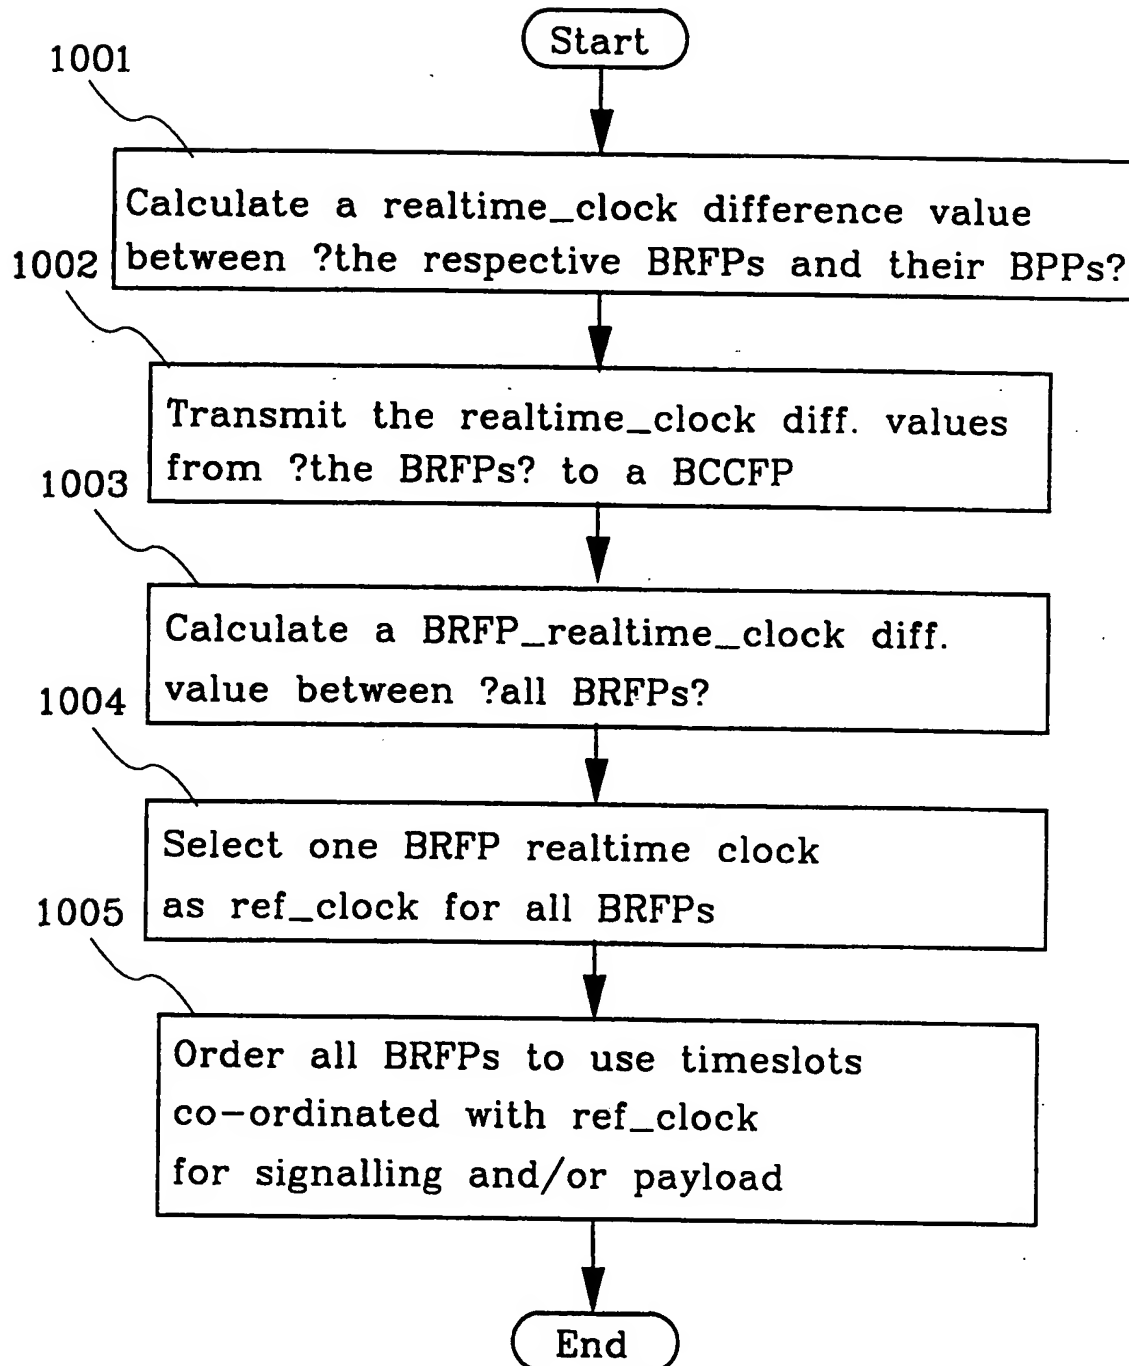 Start
1001
Calculate a realtime_clock difference value
between ?the respective BRFPs and their BPPs?
1002
Transmit the realtime_clock diff. values
from ?the BRFPs? to a BCCFP
1003
Calculate a BRFP_realtime_clock diff.
value between ?all BRFPs?
1004
Select one BRFP realtime clock
as ref_clock for all BRFPs
1005
Order all BRFPs to use timeslots
co-ordinated with ref_clock
for signalling and/or payload
End